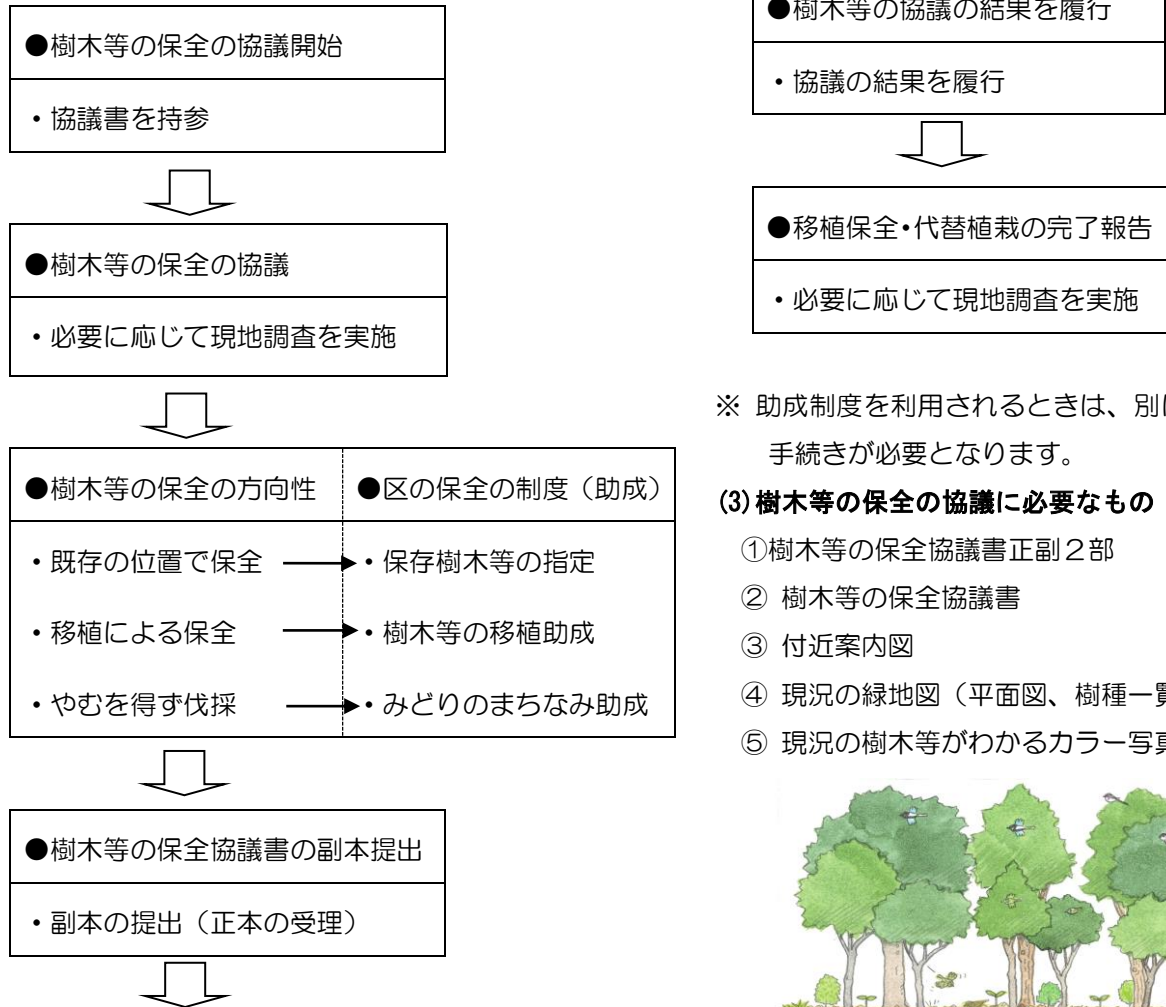 ●樹木等の保全の協議開始
・協議書を持参
●樹木等の保全の協議
・必要に応じて現地調査を実施
●樹木等の保全の方向性
●区の保全の制度（助成）
・既存の位置で保全
・保存樹木等の指定
・移植による保全
・樹木等の移植助成
・やむを得ず伐採
・みどりのまちなみ助成
●樹木等の保全協議書の副本提出
・副本の提出（正本の受理）
●樹木等の協議の結果を履行
・協議の結果を履行
●移植保全・代替植栽の完了報告
・必要に応じて現地調査を実施
※ 助成制度を利用されるときは、別に
手続きが必要となります。
(3)樹木等の保全の協議に必要なもの
①樹木等の保全協議書正副２部
② 樹木等の保全協議書
③ 付近案内図
④ 現況の緑地図（平面図、樹種一覧
⑤ 現況の樹木等がわかるカラー写真